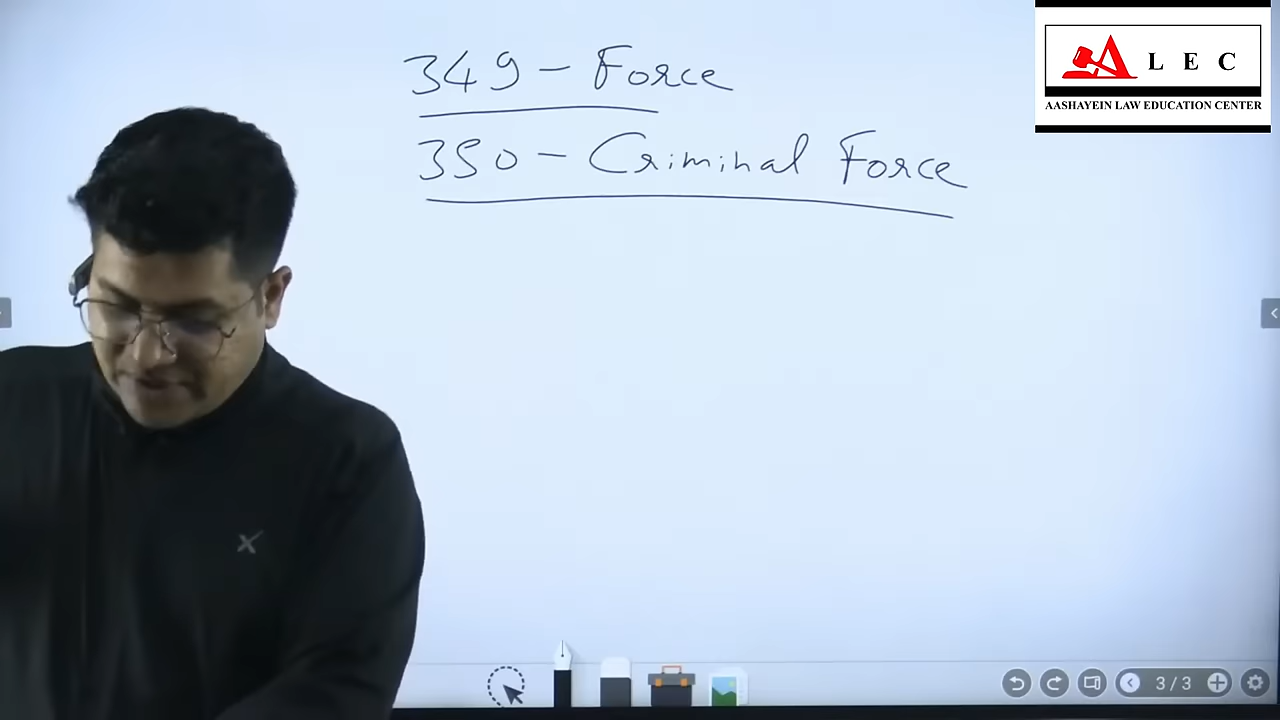 349 - Force
350 - Criminal Force
A L E C
AASHAYEIN LAW EDUCATION CENTER
X
3/3